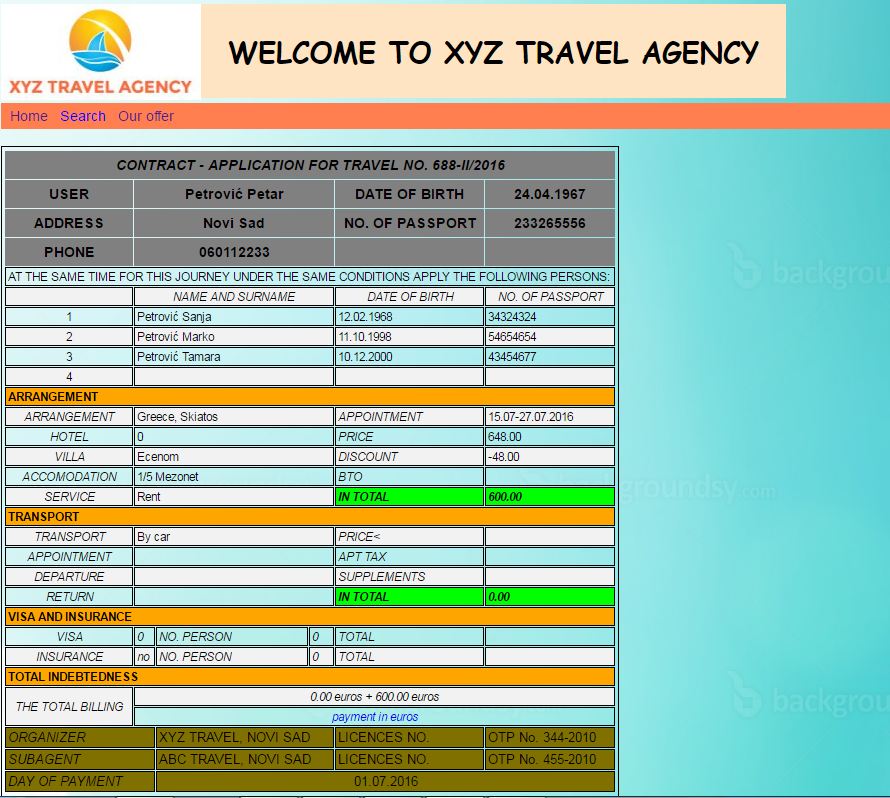 XYZ TRAVEL AGENCY
WELCOME TO XYZ TRAVEL AGENCY
Home Search Our offer
CONTRACT - APPLICATION FOR TRAVEL NO. 688-II/2016
USER Petrović Petar DATE OF BIRTH 24.04.1967
ADDRESS Novi Sad NO. OF PASSPORT 233265556
PHONE 060112233
AT THE SAME TIME FOR THIS JOURNEY UNDER THE SAME CONDITIONS APPLY THE FOLLOWING PERSONS:
NAME AND SURNAME DATE OF BIRTH NO. OF PASSPORT
1 Petrović Sanja 12.02.1968 34324324
2 Petrović Marko 11.10.1998 54654654
3 Petrović Tamara 10.12.2000 43454677
4
ARRANGEMENT
ARRANGEMENT Greece, Skiatos APPOINTMENT 15.07-27.07.2016
HOTEL 0 PRICE 648.00
VILLA Ecenom DISCOUNT -48.00
ACCOMODATION 1/5 Mezonet BTO
SERVICE Rent IN TOTAL 600.00
TRANSPORT
TRANSPORT By car PRICE<
APPOINTMENT APT TAX
DEPARTURE SUPPLEMENTS
RETURN IN TOTAL 0.00
VISA AND INSURANCE
VISA 0 NO. PERSON 0 TOTAL
INSURANCE no NO. PERSON 0 TOTAL
TOTAL INDEBTEDNESS
THE TOTAL BILLING 0.00 euros + 600.00 euros
payment in euros
ORGANIZER XYZ TRAVEL, NOVI SAD LICENCES NO. OTP No. 344-2010
SUBAGENT ABC TRAVEL, NOVI SAD LICENCES NO. OTP No. 455-2010
DAY OF PAYMENT 01.07.2016
backgrou
groundsy.com
backgrou